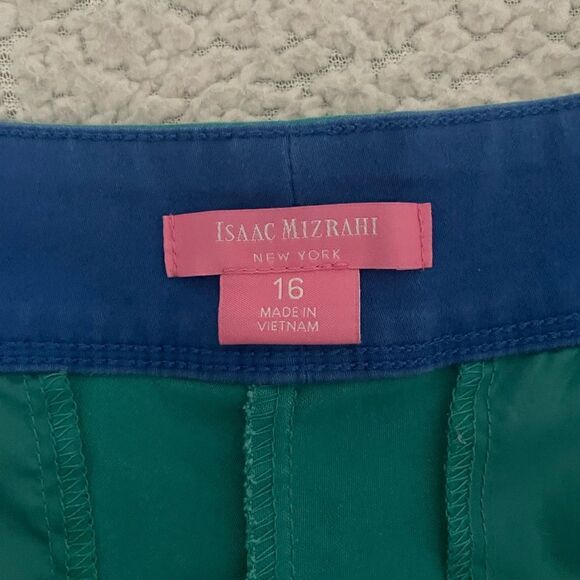 ISAAC MIZRAHI
NEW YORK
16
MADE IN
VIETNAM